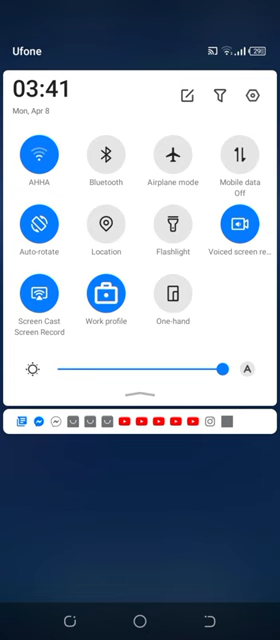 Ufone
29
03:41
Mon, Apr 8
AHHA
Bluetooth
Airplane mode
Mobile data
Off
Auto-rotate
Location
Flashlight
Voiced screen re...
Screen Cast
Screen Record
Work profile
One-hand
A